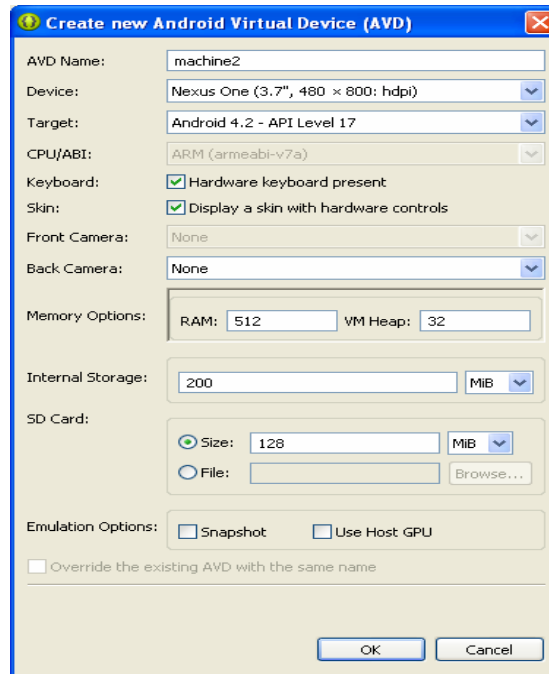 Create new Android Virtual Device (AVD)
AVD Name: machine2
Device: Nexus One (3.7", 480 × 800: hdpi)
Target: Android 4.2 - API Level 17
CPU/ABI: ARM (armeabi-v7a)
Keyboard: Hardware keyboard present
Skin: Display a skin with hardware controls
Front Camera: None
Back Camera: None
Memory Options: RAM: 512 VM Heap: 32
Internal Storage: 200 MiB
SD Card:
Size: 128 MiB
File: Browse...
Emulation Options: Snapshot Use Host GPU
Override the existing AVD with the same name
OK Cancel